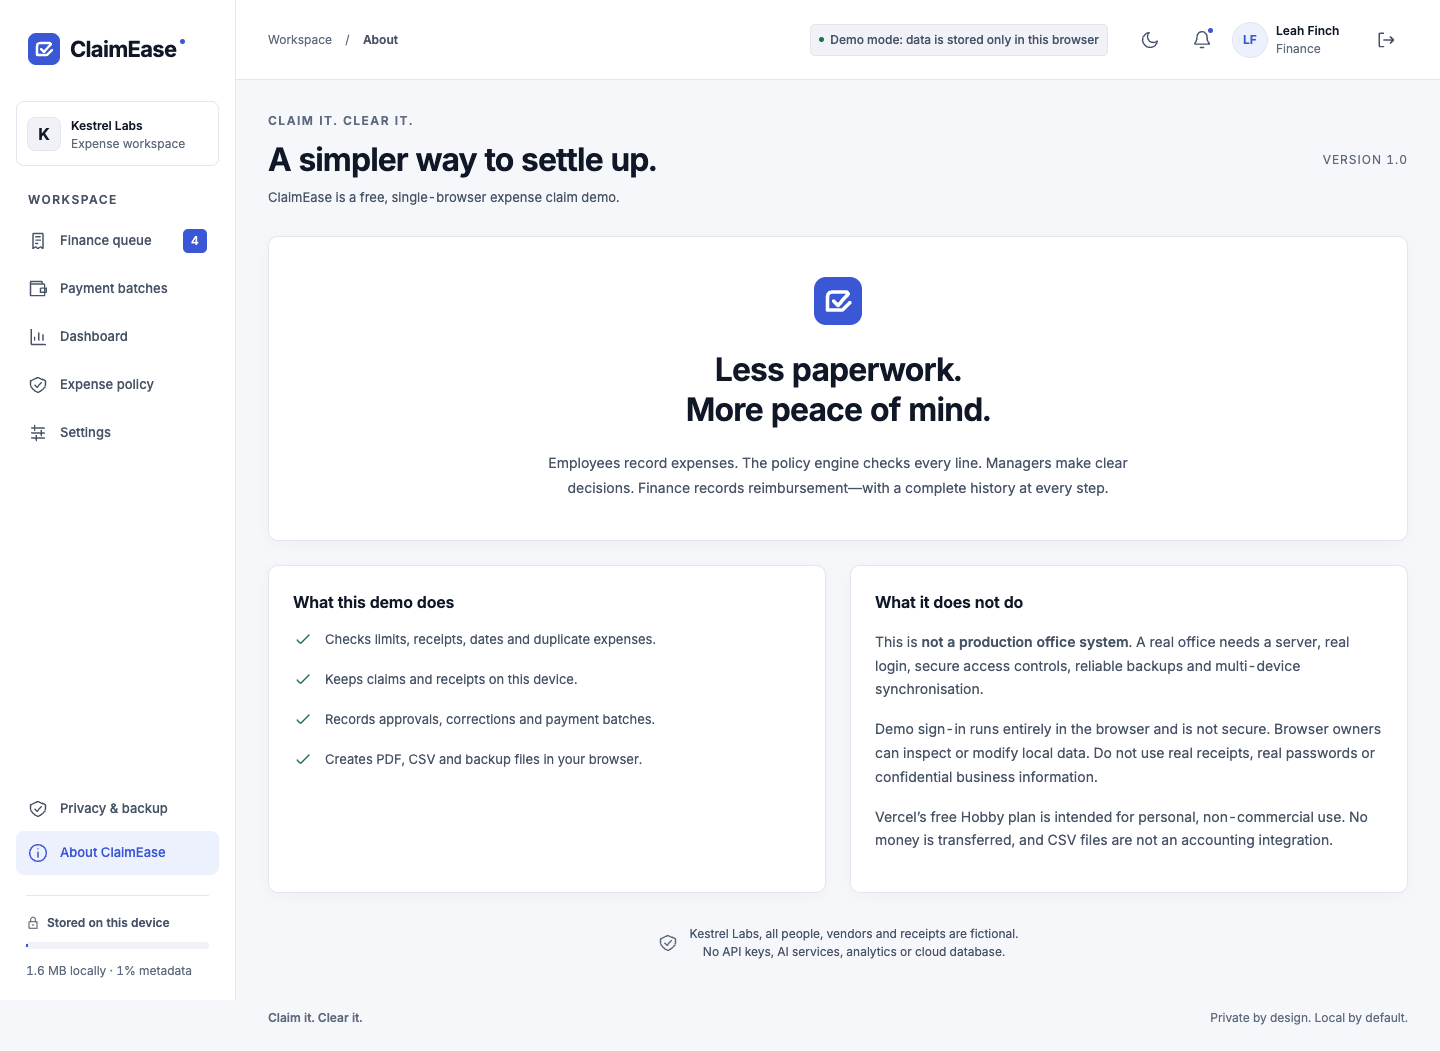 ClaimEase
Workspace / About
Demo mode: data is stored only in this browser
LF
Leah Finch
Finance
K
Kestrel Labs
Expense workspace
WORKSPACE
Finance queue 4
Payment batches
Dashboard
Expense policy
Settings
Privacy & backup
About ClaimEase
Stored on this device
1.6 MB locally · 1% metadata
CLAIM IT. CLEAR IT.
A simpler way to settle up.
VERSION 1.0
ClaimEase is a free, single-browser expense claim demo.
Less paperwork.
More peace of mind.
Employees record expenses. The policy engine checks every line. Managers make clear
decisions. Finance records reimbursement—with a complete history at every step.
What this demo does
Checks limits, receipts, dates and duplicate expenses.
Keeps claims and receipts on this device.
Records approvals, corrections and payment batches.
Creates PDF, CSV and backup files in your browser.
What it does not do
This is not a production office system. A real office needs a server, real
login, secure access controls, reliable backups and multi-device
synchronisation.
Demo sign-in runs entirely in the browser and is not secure. Browser owners
can inspect or modify local data. Do not use real receipts, real passwords or
confidential business information.
Vercel’s free Hobby plan is intended for personal, non-commercial use. No
money is transferred, and CSV files are not an accounting integration.
Kestrel Labs, all people, vendors and receipts are fictional.
No API keys, AI services, analytics or cloud database.
Claim it. Clear it.
Private by design. Local by default.